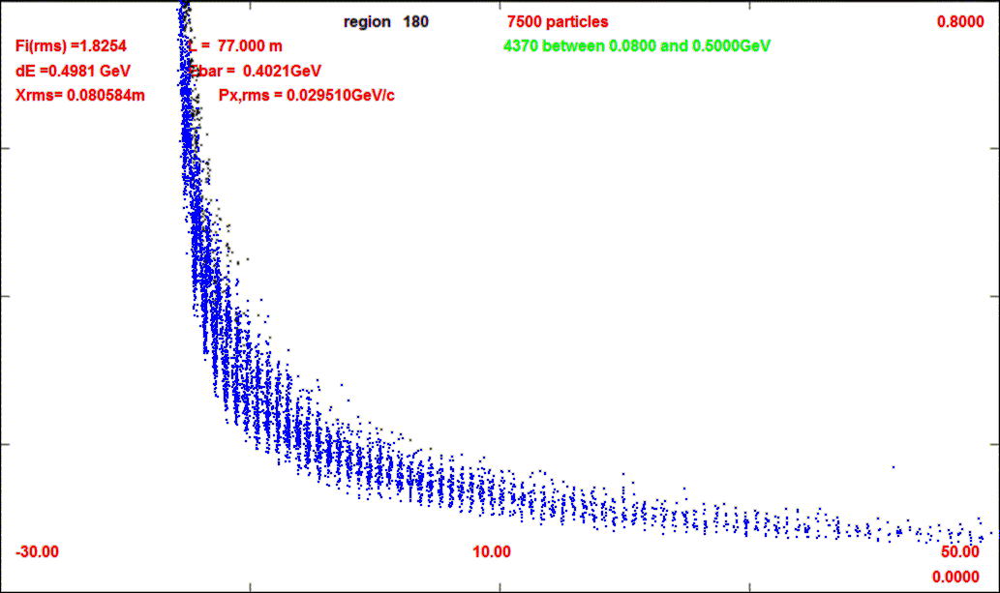 region 180 7500 particles 0.8000
Fi(rms) =1.8254 L = 77.000 m 4370 between 0.0800 and 0.5000GeV
dE =0.4981 GeV bar = 0.4021GeV
Xrms= 0.080584m Px,rms = 0.029510GeV/c
-30.00 10.00 50.00
0.0000